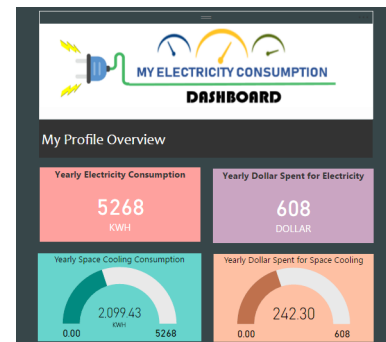 MY ELECTRICITY CONSUMPTION
DASHBOARD
My Profile Overview
Yearly Electricity Consumption
5268
KWH
Yearly Dollar Spent for Electricity
608
DOLLAR
Yearly Space Cooling Consumption
2.099.43
KWH
0.00 5268
Yearly Dollar Spent for Space Cooling
242.30
0.00 608